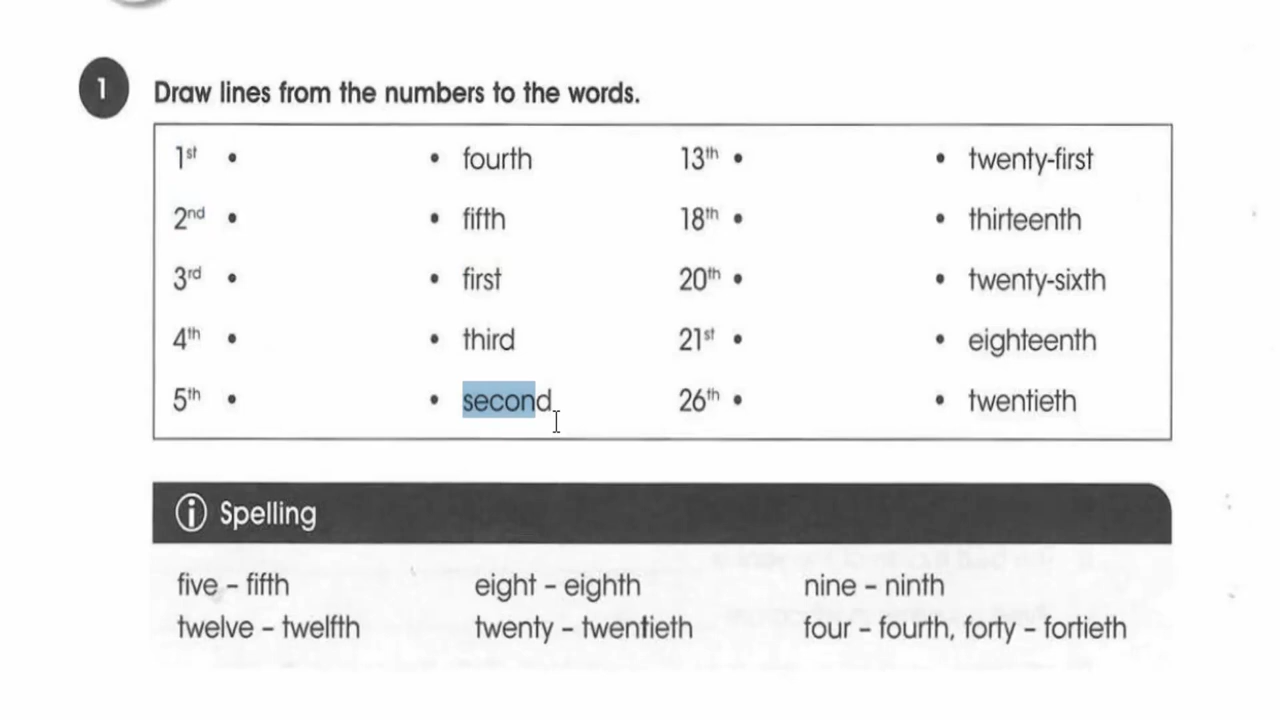 1 Draw lines from the numbers to the words.
1st • • fourth 13th • • twenty-first
2nd • • fifth 18th • • thirteenth
3rd • • first 20th • • twenty-sixth
4th • • third 21st • • eighteenth
5th • • second 26th • • twentieth
i Spelling
five – fifth eight – eighth nine – ninth
twelve – twelfth twenty – twentieth four – fourth, forty – fortieth